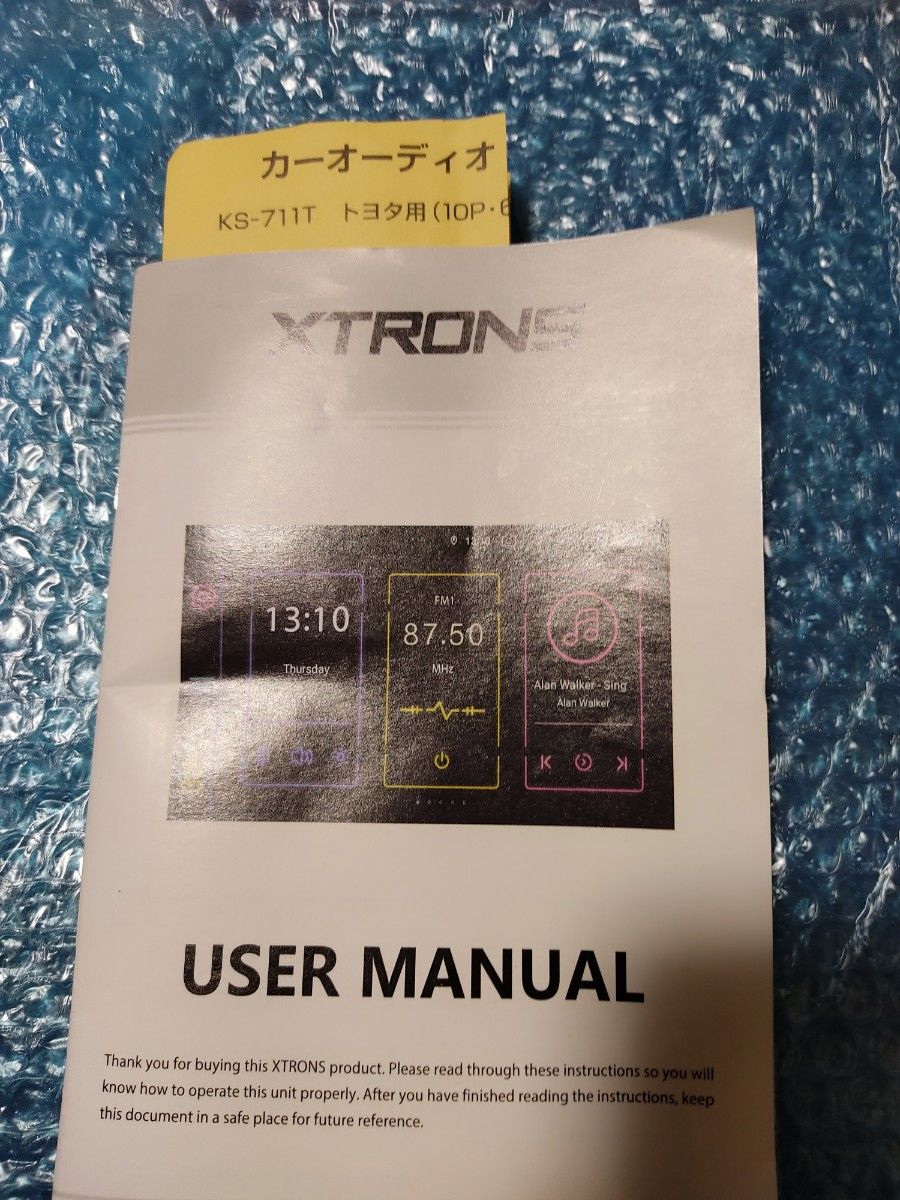 カーオーディオ
KS-711T トヨタ用(10P・6
XTRONS
13:10
Thursday
FM1
87.50
MHz
Alan Walker - Sing
Alan Walker
USER MANUAL
Thank you for buying this XTRONS product. Please read through these instructions so you will
know how to operate this unit properly. After you have finished reading the instructions, keep
this document in a safe place for future reference.